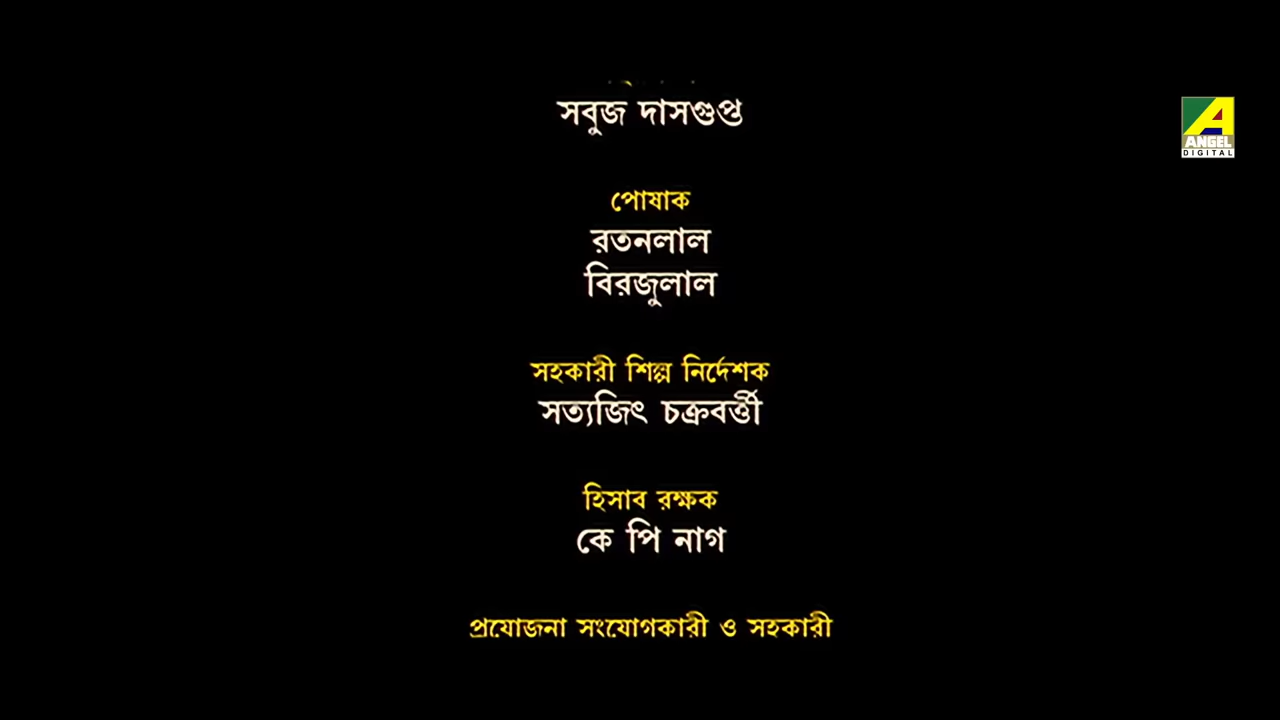 সবুজ দাসগুপ্ত
পোষাক
রতনলাল
বিরজুলাল
সহকারী শিল্প নির্দেশক
সত্যজিৎ চক্রবর্ত্তী
হিসাব রক্ষক
কে পি নাগ
প্রযোজনা সংযোগকারী ও সহকারী
ANGEL
DIGITAL